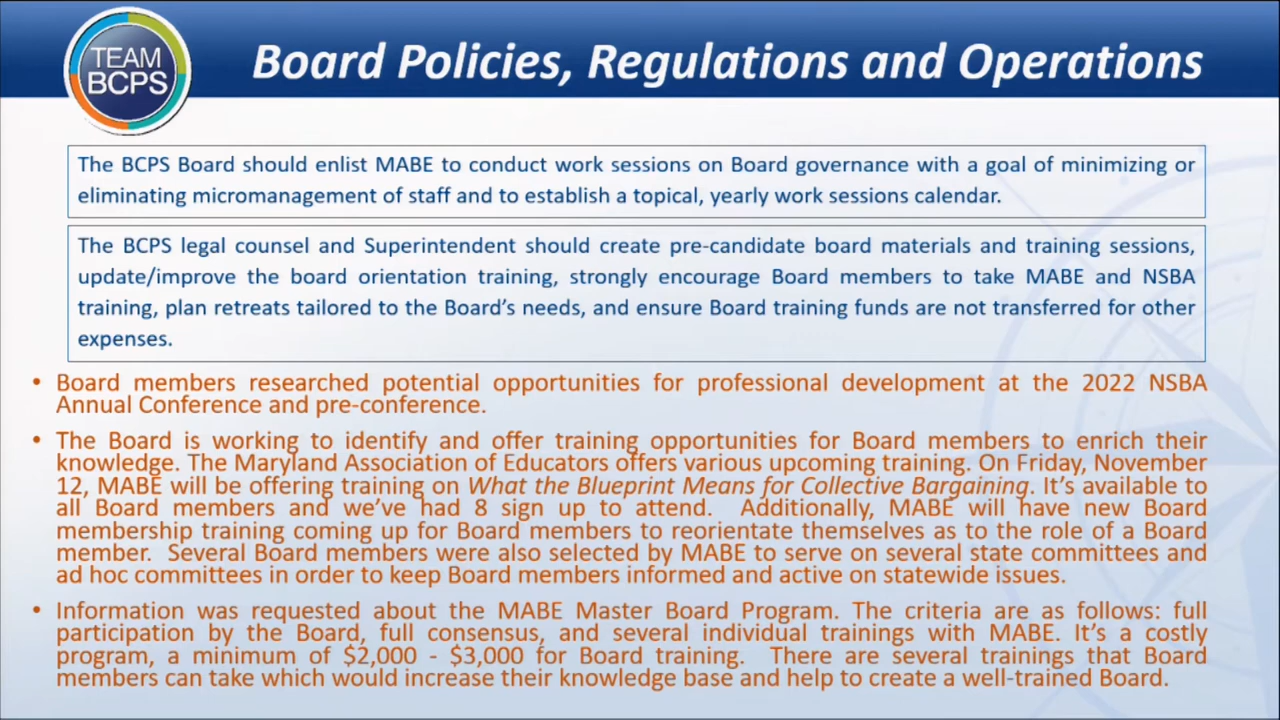 TEAM
BCPS
Board Policies, Regulations and Operations
The BCPS Board should enlist MABE to conduct work sessions on Board governance with a goal of minimizing or
eliminating micromanagement of staff and to establish a topical, yearly work sessions calendar.
The BCPS legal counsel and Superintendent should create pre-candidate board materials and training sessions,
update/improve the board orientation training, strongly encourage Board members to take MABE and NSBA
training, plan retreats tailored to the Board's needs, and ensure Board training funds are not transferred for other
expenses.
• Board members researched potential opportunities for professional development at the 2022 NSBA
Annual Conference and pre-conference.
• The Board is working to identify and offer training opportunities for Board members to enrich their
knowledge. The Maryland Association of Educators offers various upcoming training. On Friday, November
12, MABE will be offering training on What the Blueprint Means for Collective Bargaining. It's available to
all Board members and we've had 8 sign up to attend. Additionally, MABE will have new Board
membership training coming up for Board members to reorientate themselves as to the role of a Board
member. Several Board members were also selected by MABE to serve on several state committees and
ad hoc committees in order to keep Board members informed and active on statewide issues.
• Information was requested about the MABE Master Board Program. The criteria are as follows: full
participation by the Board, full consensus, and several individual trainings with MABE. It's a costly
program, a minimum of $2,000 - $3,000 for Board training. There are several trainings that Board
members can take which would increase their knowledge base and help to create a well-trained Board.